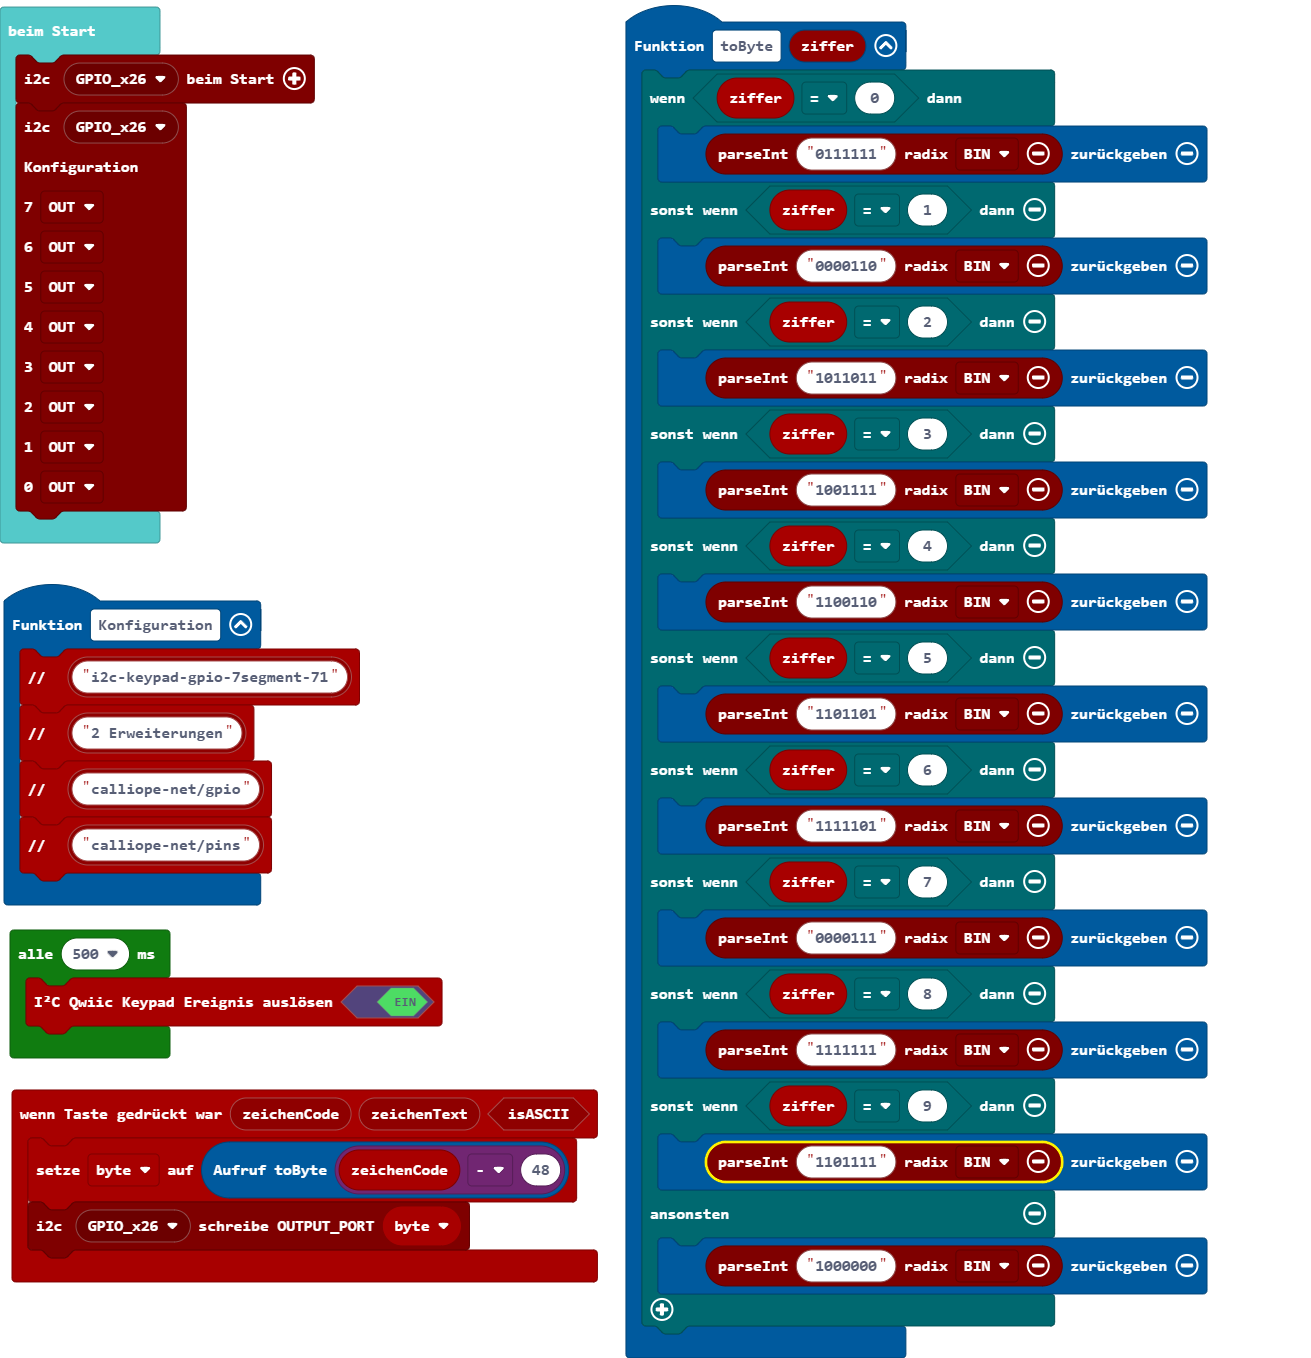 beim Start
i2c GPIO_x26 beim Start
i2c GPIO_x26
Konfiguration
7 OUT
6 OUT
5 OUT
4 OUT
3 OUT
2 OUT
1 OUT
0 OUT
Funktion Konfiguration
// "i2c-keypad-gpio-7segment-71"
// "2 Erweiterungen"
// "calliope-net/gpio"
// "calliope-net/pins"
alle 500 ms
I²C Qwiic Keypad Ereignis auslösen EIN
wenn Taste gedrückt war zeichenCode zeichenText isASCII
setze byte auf Aufruf toByte zeichenCode - 48
i2c GPIO_x26 schreibe OUTPUT_PORT byte
Funktion toByte ziffer
wenn ziffer = 0 dann
parseInt "0111111" radix BIN zurückgeben
sonst wenn ziffer = 1 dann
parseInt "0000110" radix BIN zurückgeben
sonst wenn ziffer = 2 dann
parseInt "1011011" radix BIN zurückgeben
sonst wenn ziffer = 3 dann
parseInt "1001111" radix BIN zurückgeben
sonst wenn ziffer = 4 dann
parseInt "1100110" radix BIN zurückgeben
sonst wenn ziffer = 5 dann
parseInt "1101101" radix BIN zurückgeben
sonst wenn ziffer = 6 dann
parseInt "1111101" radix BIN zurückgeben
sonst wenn ziffer = 7 dann
parseInt "0000111" radix BIN zurückgeben
sonst wenn ziffer = 8 dann
parseInt "1111111" radix BIN zurückgeben
sonst wenn ziffer = 9 dann
parseInt "1101111" radix BIN zurückgeben
ansonsten
parseInt "1000000" radix BIN zurückgeben